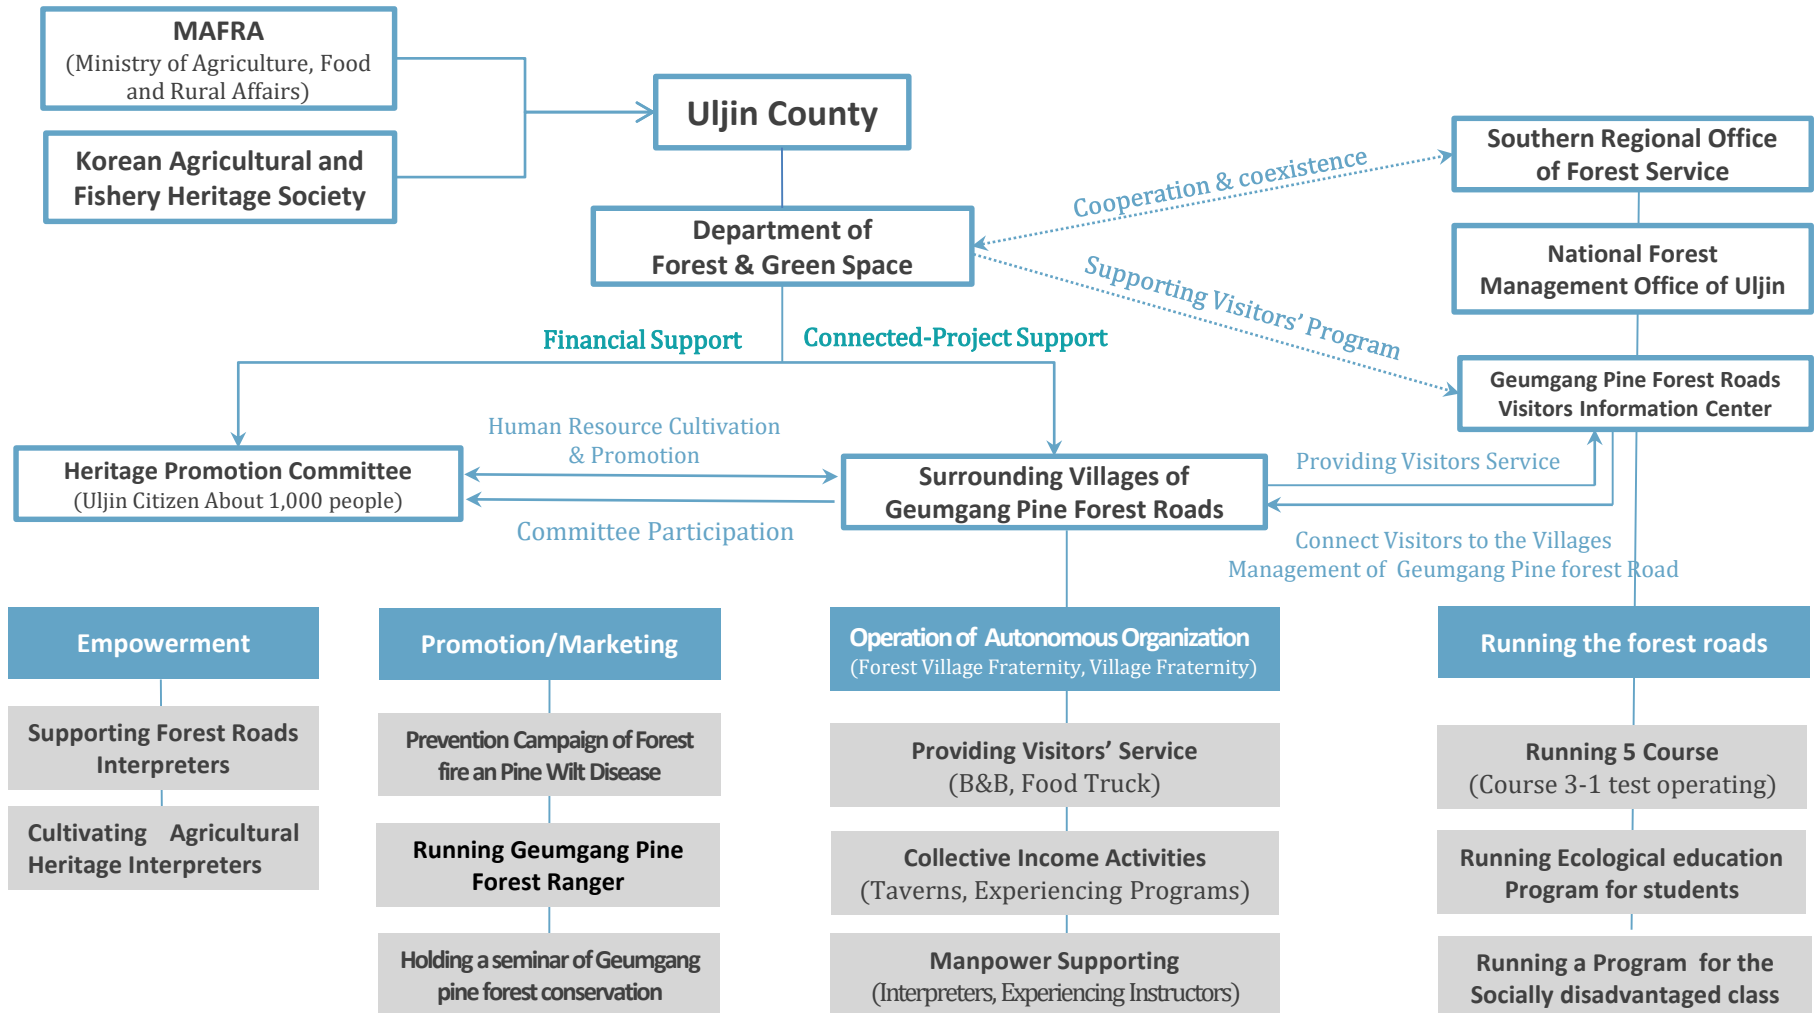 MAFRA
(Ministry of Agriculture, Food
and Rural Affairs)
Korean Agricultural and
Fishery Heritage Society
Uljin County
Department of
Forest & Green Space
Southern Regional Office
of Forest Service
National Forest
Management Office of Uljin
Geumgang Pine Forest Roads
Visitors Information Center
Cooperation & coexistence
Supporting Visitors' Program
Financial Support
Connected-Project Support
Heritage Promotion Committee
(Uljin Citizen About 1,000 people)
Human Resource Cultivation
& Promotion
Committee Participation
Surrounding Villages of
Geumgang Pine Forest Roads
Providing Visitors Service
Connect Visitors to the Villages
Management of Geumgang Pine forest Road
Empowerment
Supporting Forest Roads
Interpreters
Cultivating Agricultural
Heritage Interpreters
Promotion/Marketing
Prevention Campaign of Forest
fire an Pine Wilt Disease
Running Geumgang Pine
Forest Ranger
Holding a seminar of Geumgang
pine forest conservation
Operation of Autonomous Organization
(Forest Village Fraternity, Village Fraternity)
Providing Visitors' Service
(B&B, Food Truck)
Collective Income Activities
(Taverns, Experiencing Programs)
Manpower Supporting
(Interpreters, Experiencing Instructors)
Running the forest roads
Running 5 Course
(Course 3-1 test operating)
Running Ecological education
Program for students
Running a Program for the
Socially disadvantaged class